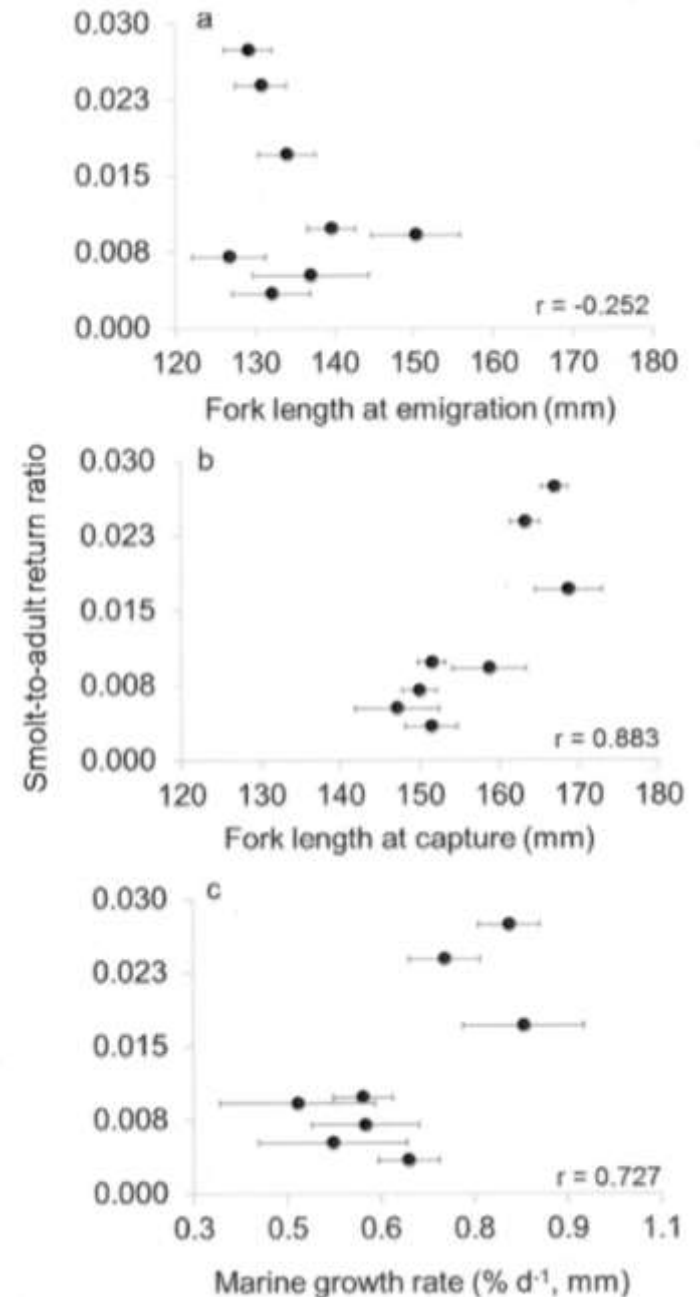 a
0.030
0.023
0.015
0.008
0.000
r = -0.252
120 130 140 150 160 170 180
Fork length at emigration (mm)
Smolt-to-adult return ratio
b
0.030
0.023
0.015
0.008
0.000
r = 0.883
120 130 140 150 160 170 180
Fork length at capture (mm)
c
0.030
0.023
0.015
0.008
0.000
r = 0.727
0.3 0.5 0.6 0.8 0.9 1.1
Marine growth rate (% d-1, mm)